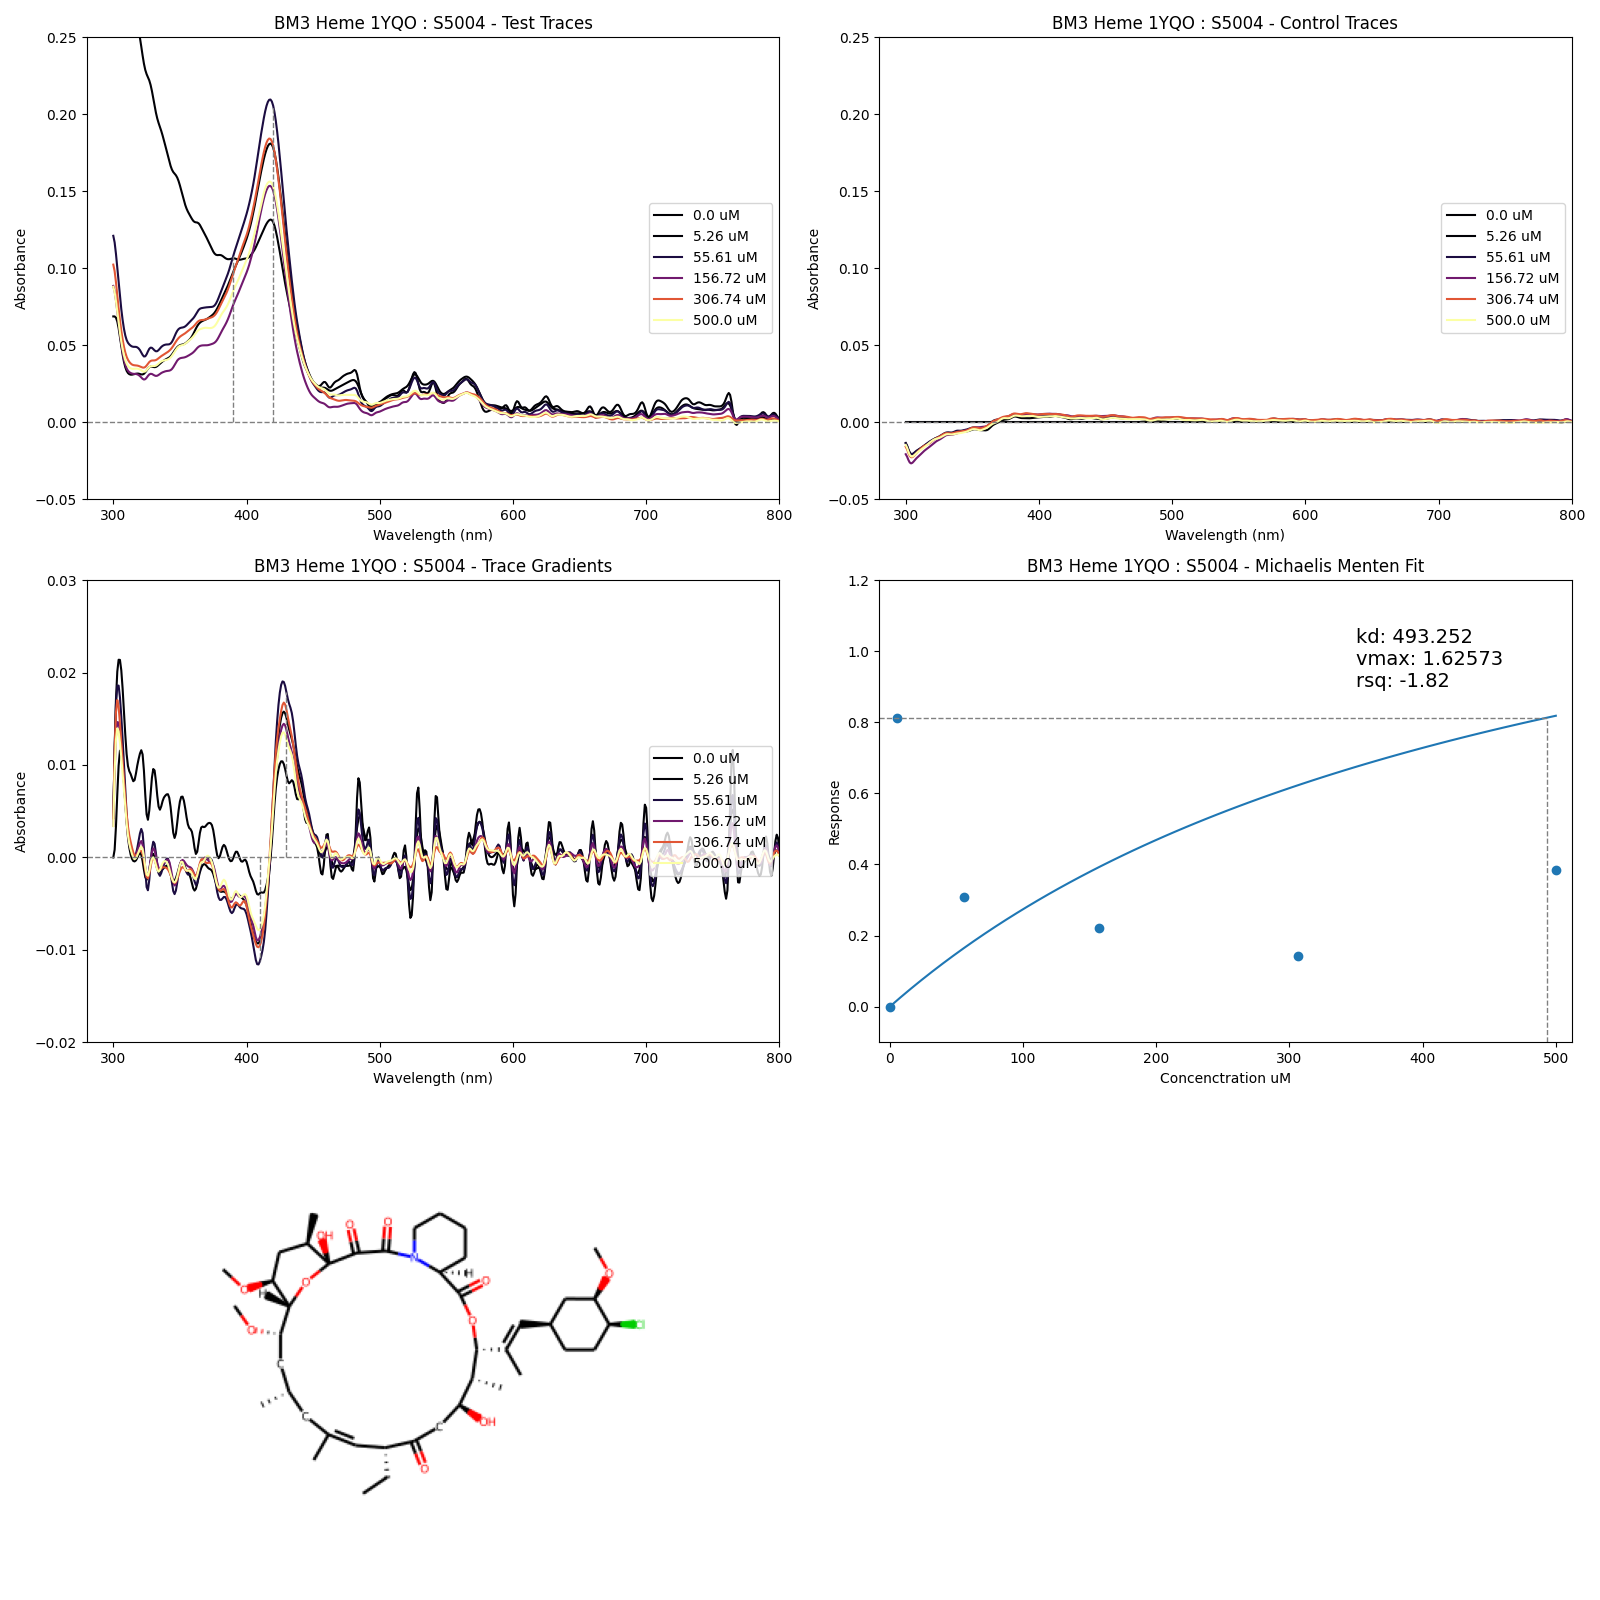 BM3 Heme 1YQO : S5004 - Test Traces
0.25
0.20
0.15
0.10
0.05
0.00
−0.05
Absorbance
300 400 500 600 700 800
Wavelength (nm)
0.0 uM
5.26 uM
55.61 uM
156.72 uM
306.74 uM
500.0 uM
BM3 Heme 1YQO : S5004 - Control Traces
0.25
0.20
0.15
0.10
0.05
0.00
−0.05
Absorbance
300 400 500 600 700 800
Wavelength (nm)
0.0 uM
5.26 uM
55.61 uM
156.72 uM
306.74 uM
500.0 uM
BM3 Heme 1YQO : S5004 - Trace Gradients
0.03
0.02
0.01
0.00
−0.01
−0.02
Absorbance
300 400 500 600 700 800
Wavelength (nm)
0.0 uM
5.26 uM
55.61 uM
156.72 uM
306.74 uM
500.0 uM
BM3 Heme 1YQO : S5004 - Michaelis Menten Fit
1.2
1.0
0.8
0.6
0.4
0.2
0.0
Response
kd: 493.252
vmax: 1.62573
rsq: -1.82
0 100 200 300 400 500
Concenctration uM
OH
O
O
N
H
O
O
O
Cl
O
O
H
O
C
C
C
OH
O